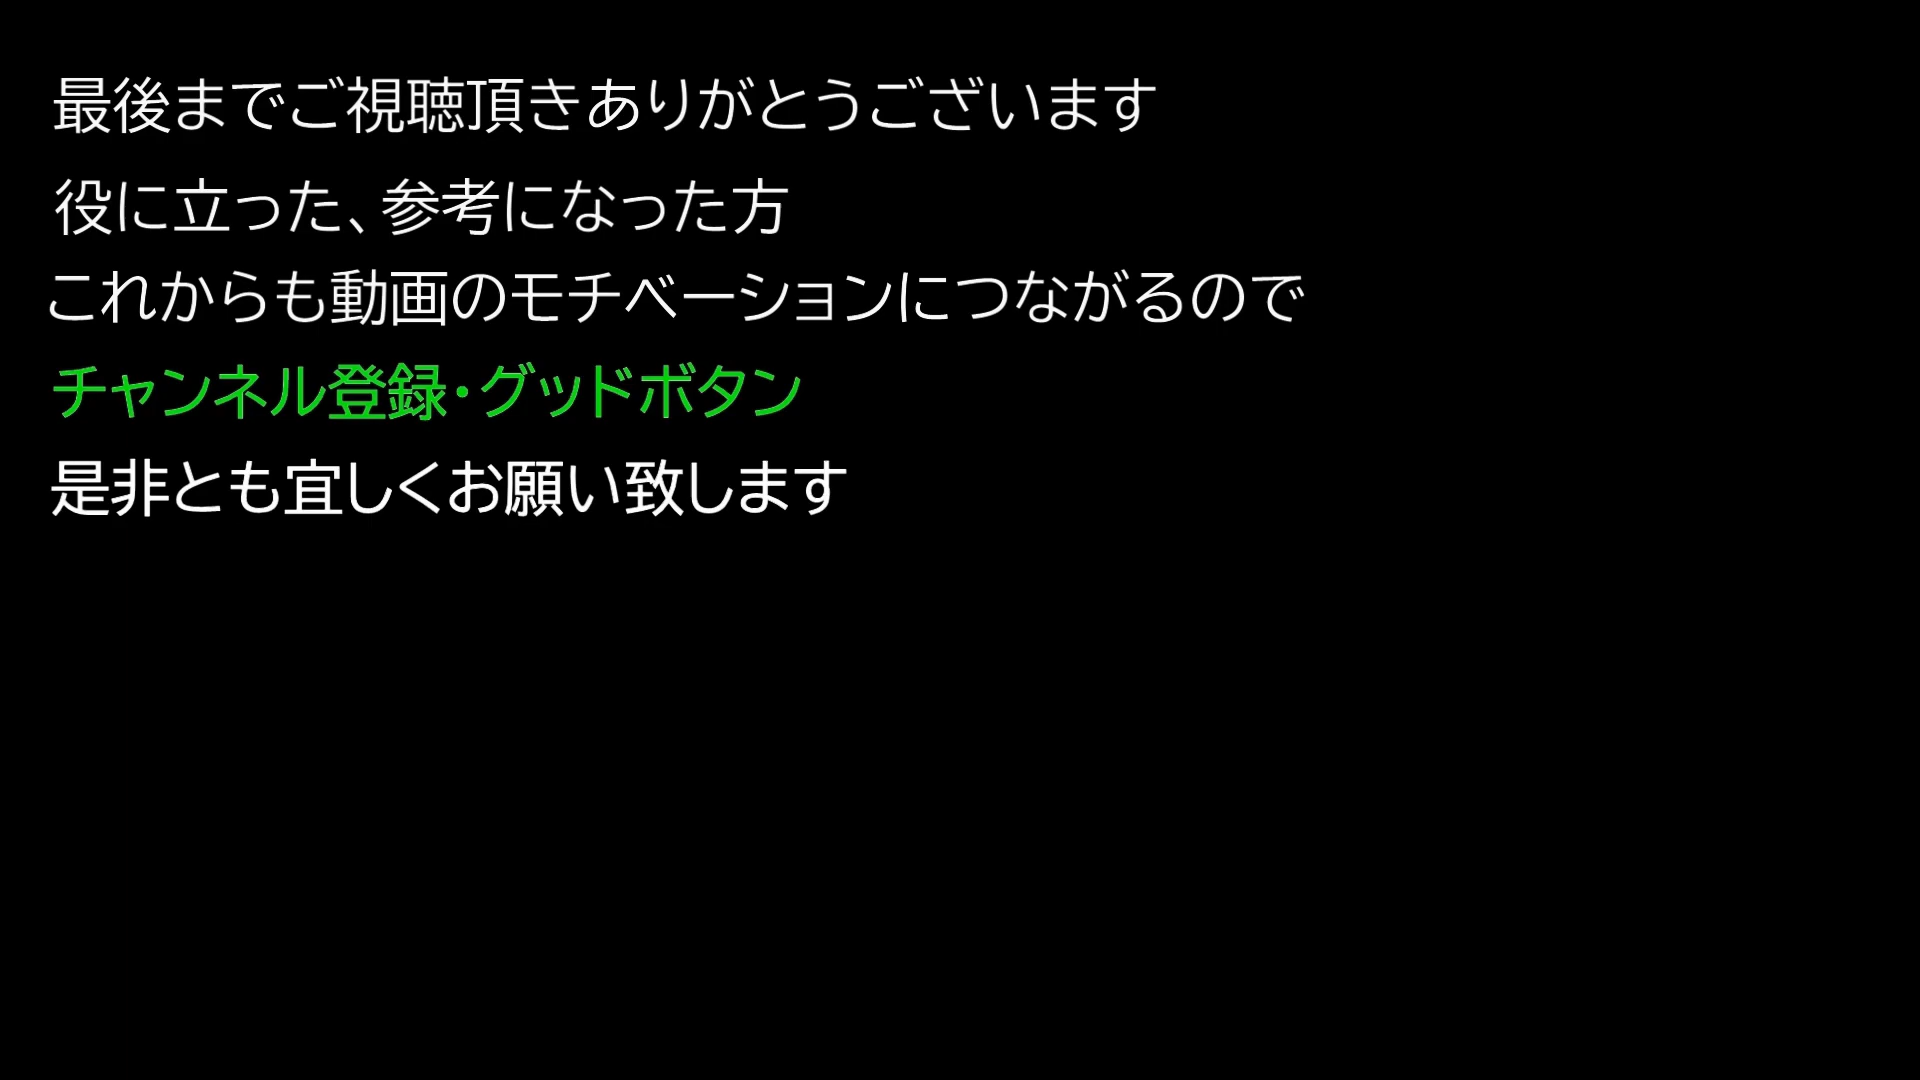 最後までご視聴頂きありがとうございます
役に立った、参考になった方
これからも動画のモチベーションにつながるので
チャンネル登録・グッドボタン
是非とも宜しくお願い致します